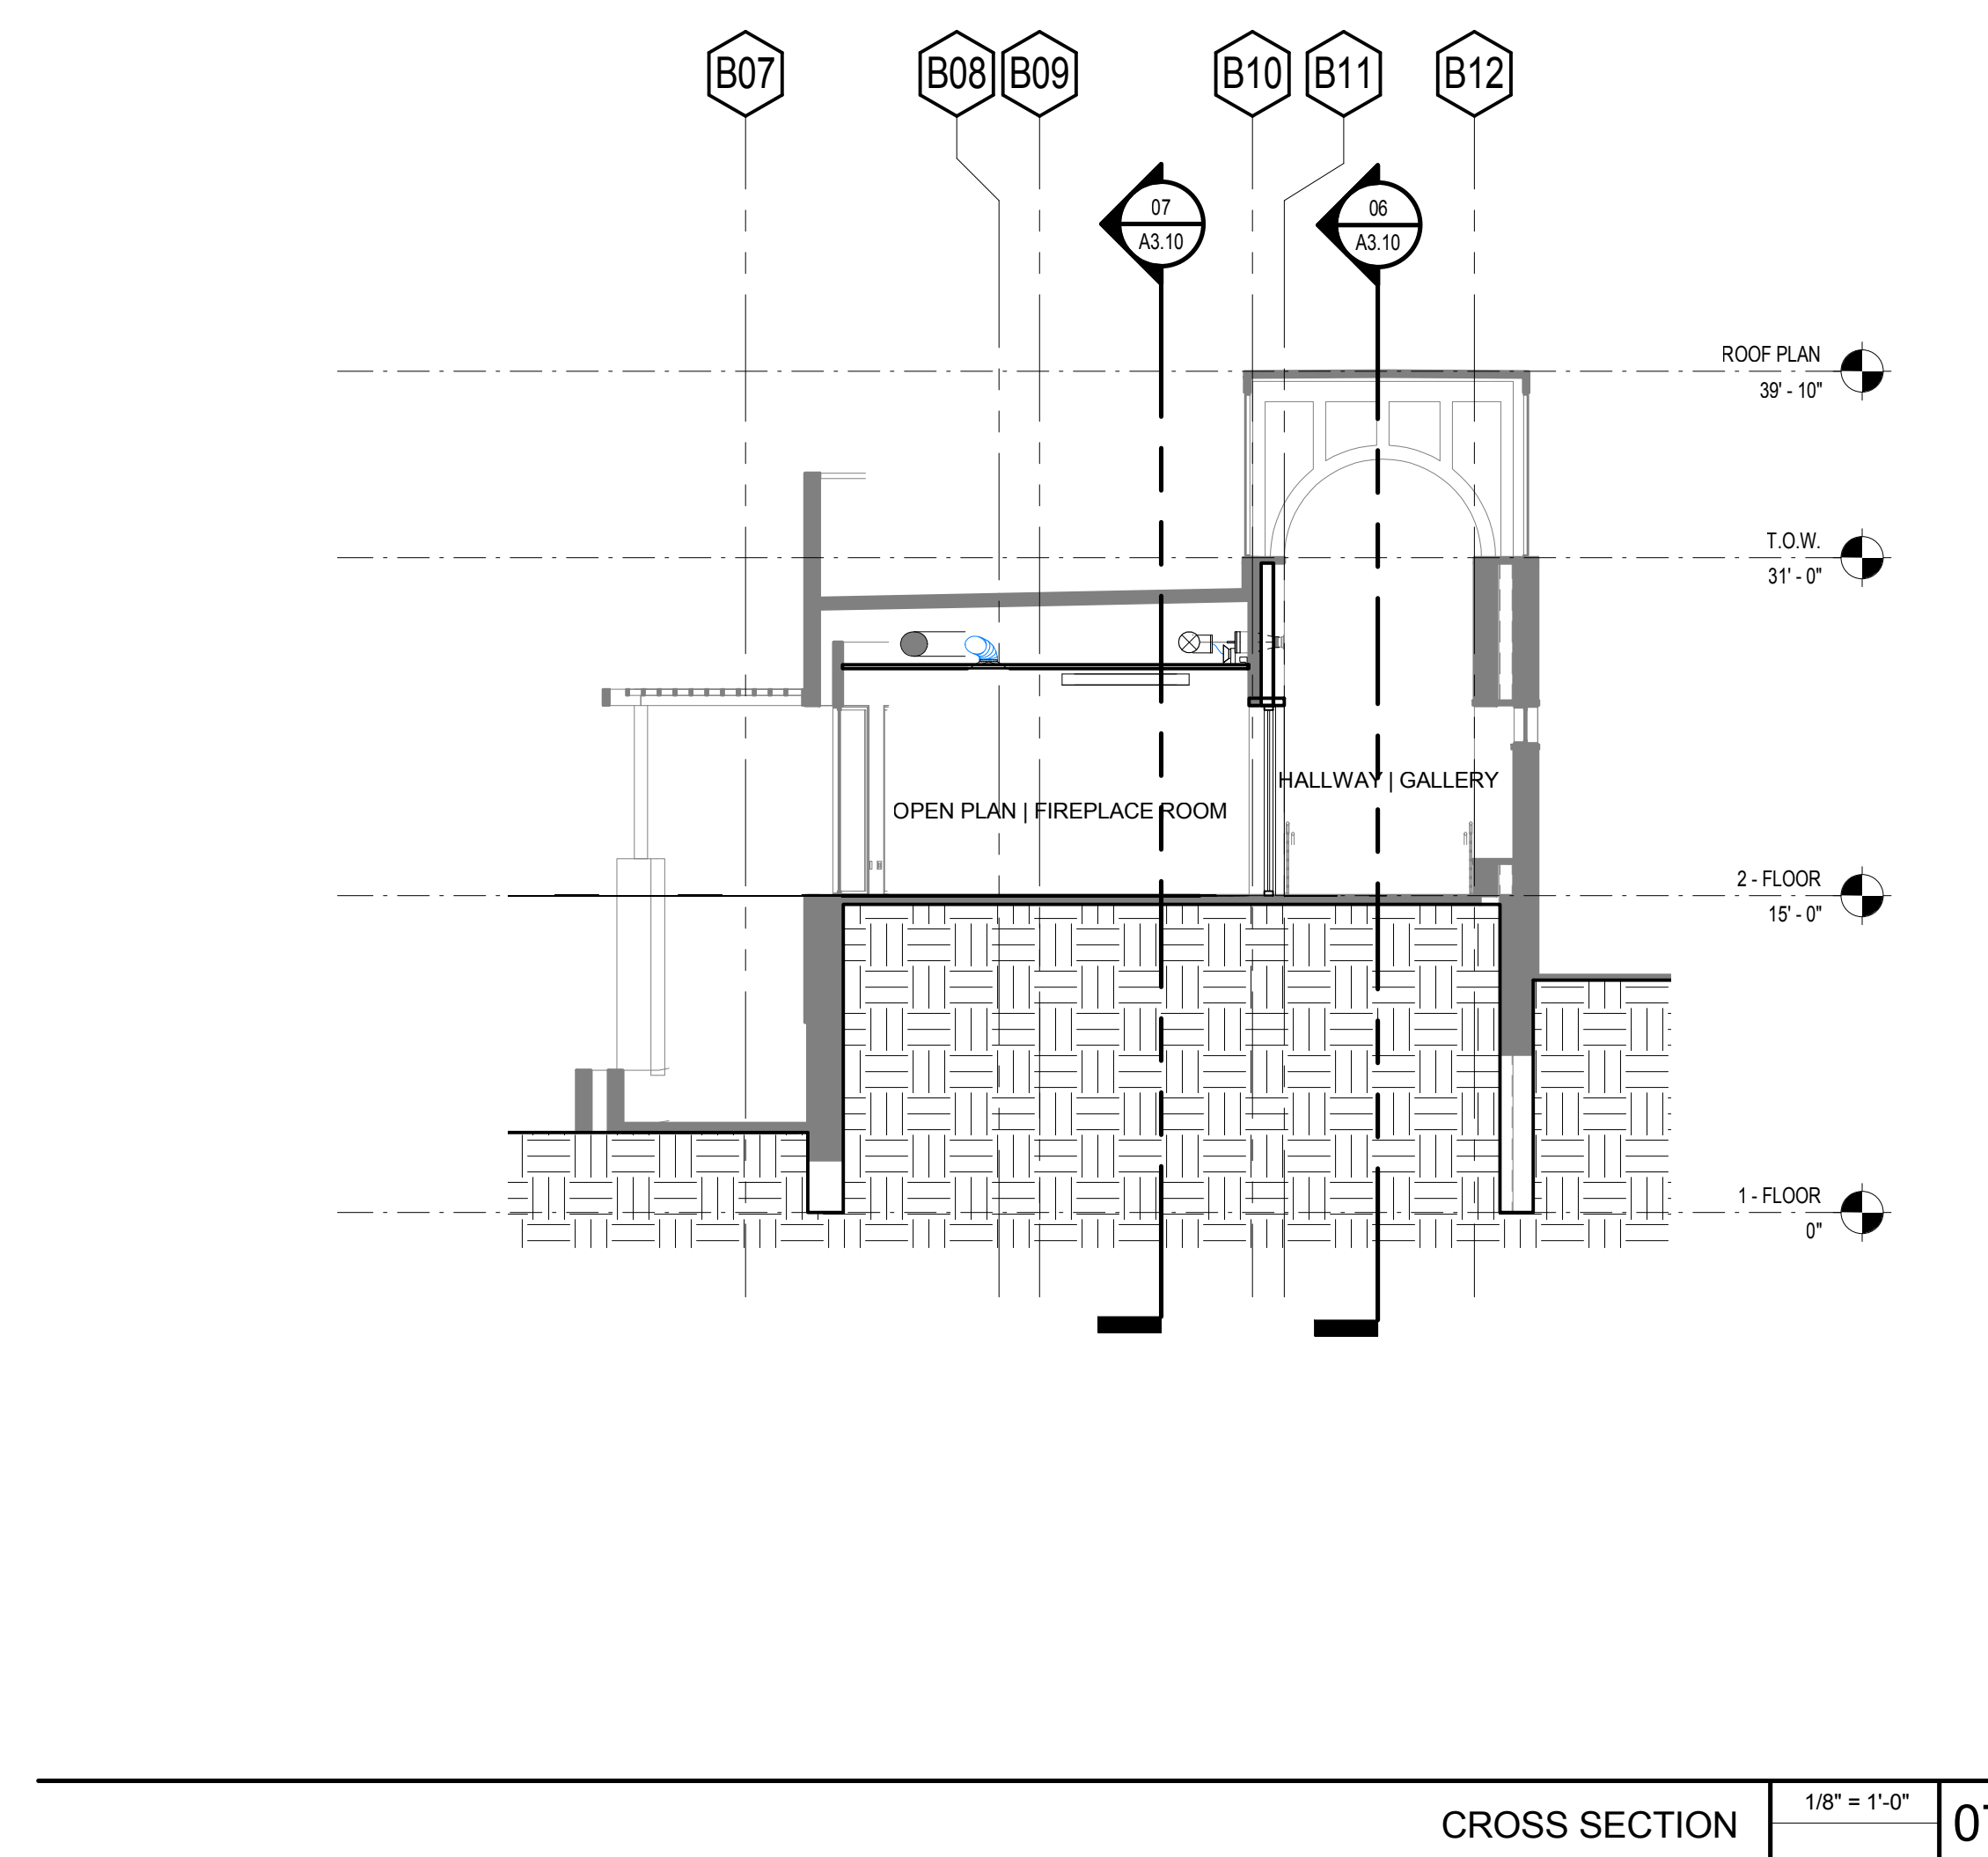 B07
B08
B09
B10
B11
B12
07
A3.10
06
A3.10
ROOF PLAN
39' - 10"
T.O.W.
31' - 0"
HALLWAY | GALLERY
OPEN PLAN | FIREPLACE ROOM
2 - FLOOR
15' - 0"
1 - FLOOR
0"
CROSS SECTION
1/8" = 1'-0"